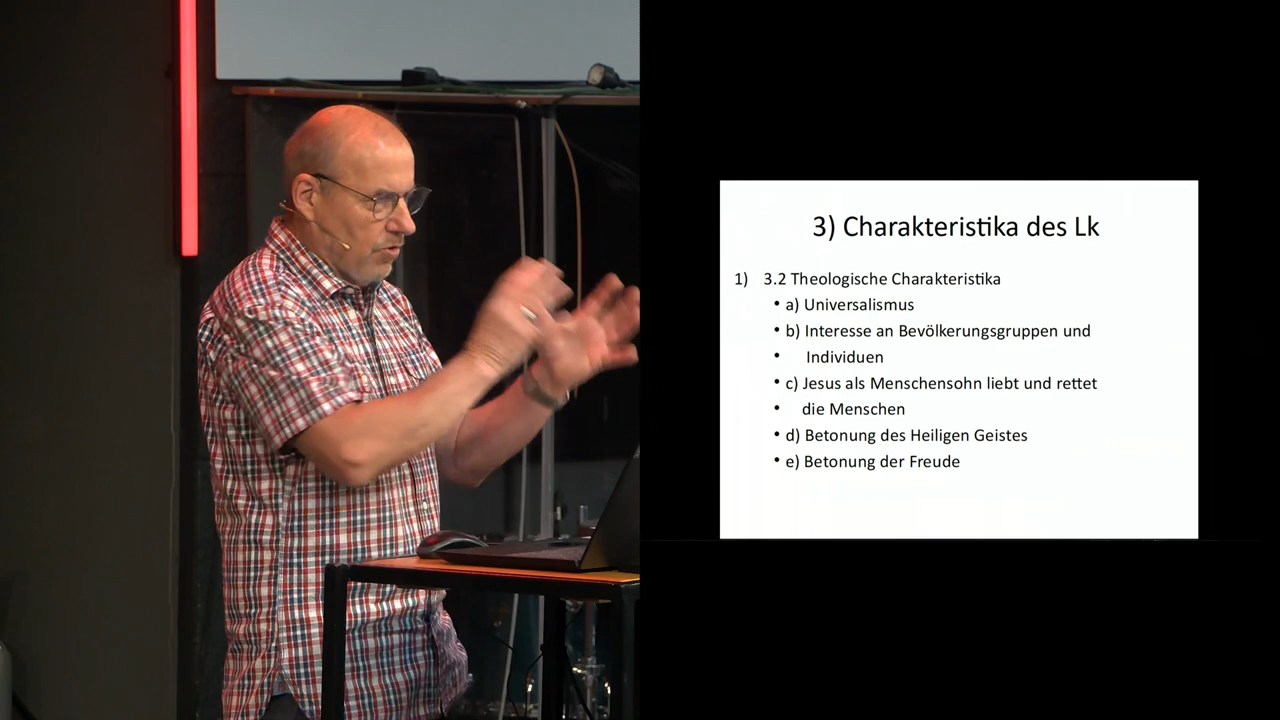 3) Charakteristika des Lk
1) 3.2 Theologische Charakteristika
• a) Universalismus
• b) Interesse an Bevölkerungsgruppen und
• Individuen
• c) Jesus als Menschensohn liebt und rettet
• die Menschen
• d) Betonung des Heiligen Geistes
• e) Betonung der Freude